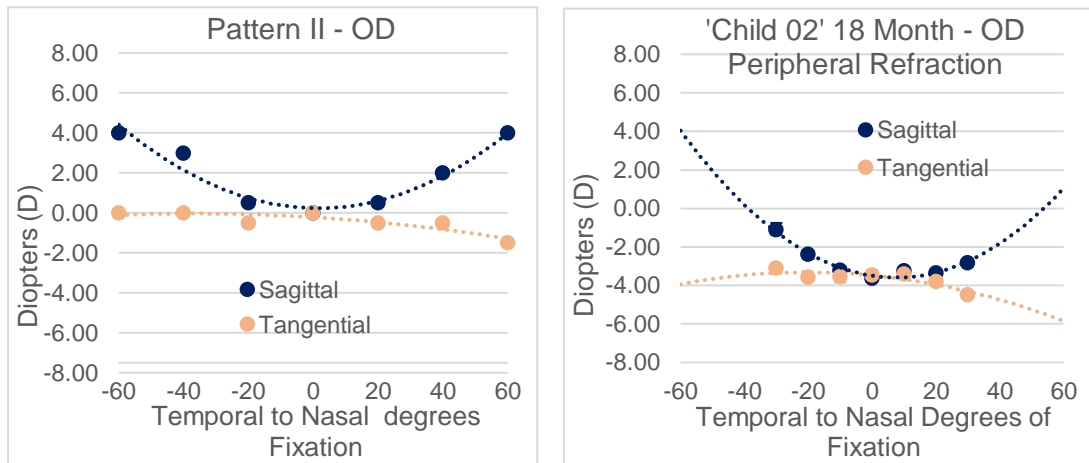 Pattern II - OD
8.00
6.00
4.00
2.00
0.00
-2.00
-4.00
-6.00
-8.00
Diopters (D)
Sagittal
Tangential
-60 -40 -20 0 20 40 60
Temporal to Nasal degrees
Fixation
'Child 02' 18 Month - OD
Peripheral Refraction
8.00
6.00
4.00
2.00
0.00
-2.00
-4.00
-6.00
-8.00
Diopters (D)
Sagittal
Tangential
-60 -40 -20 0 20 40 60
Temporal to Nasal Degrees of
Fixation